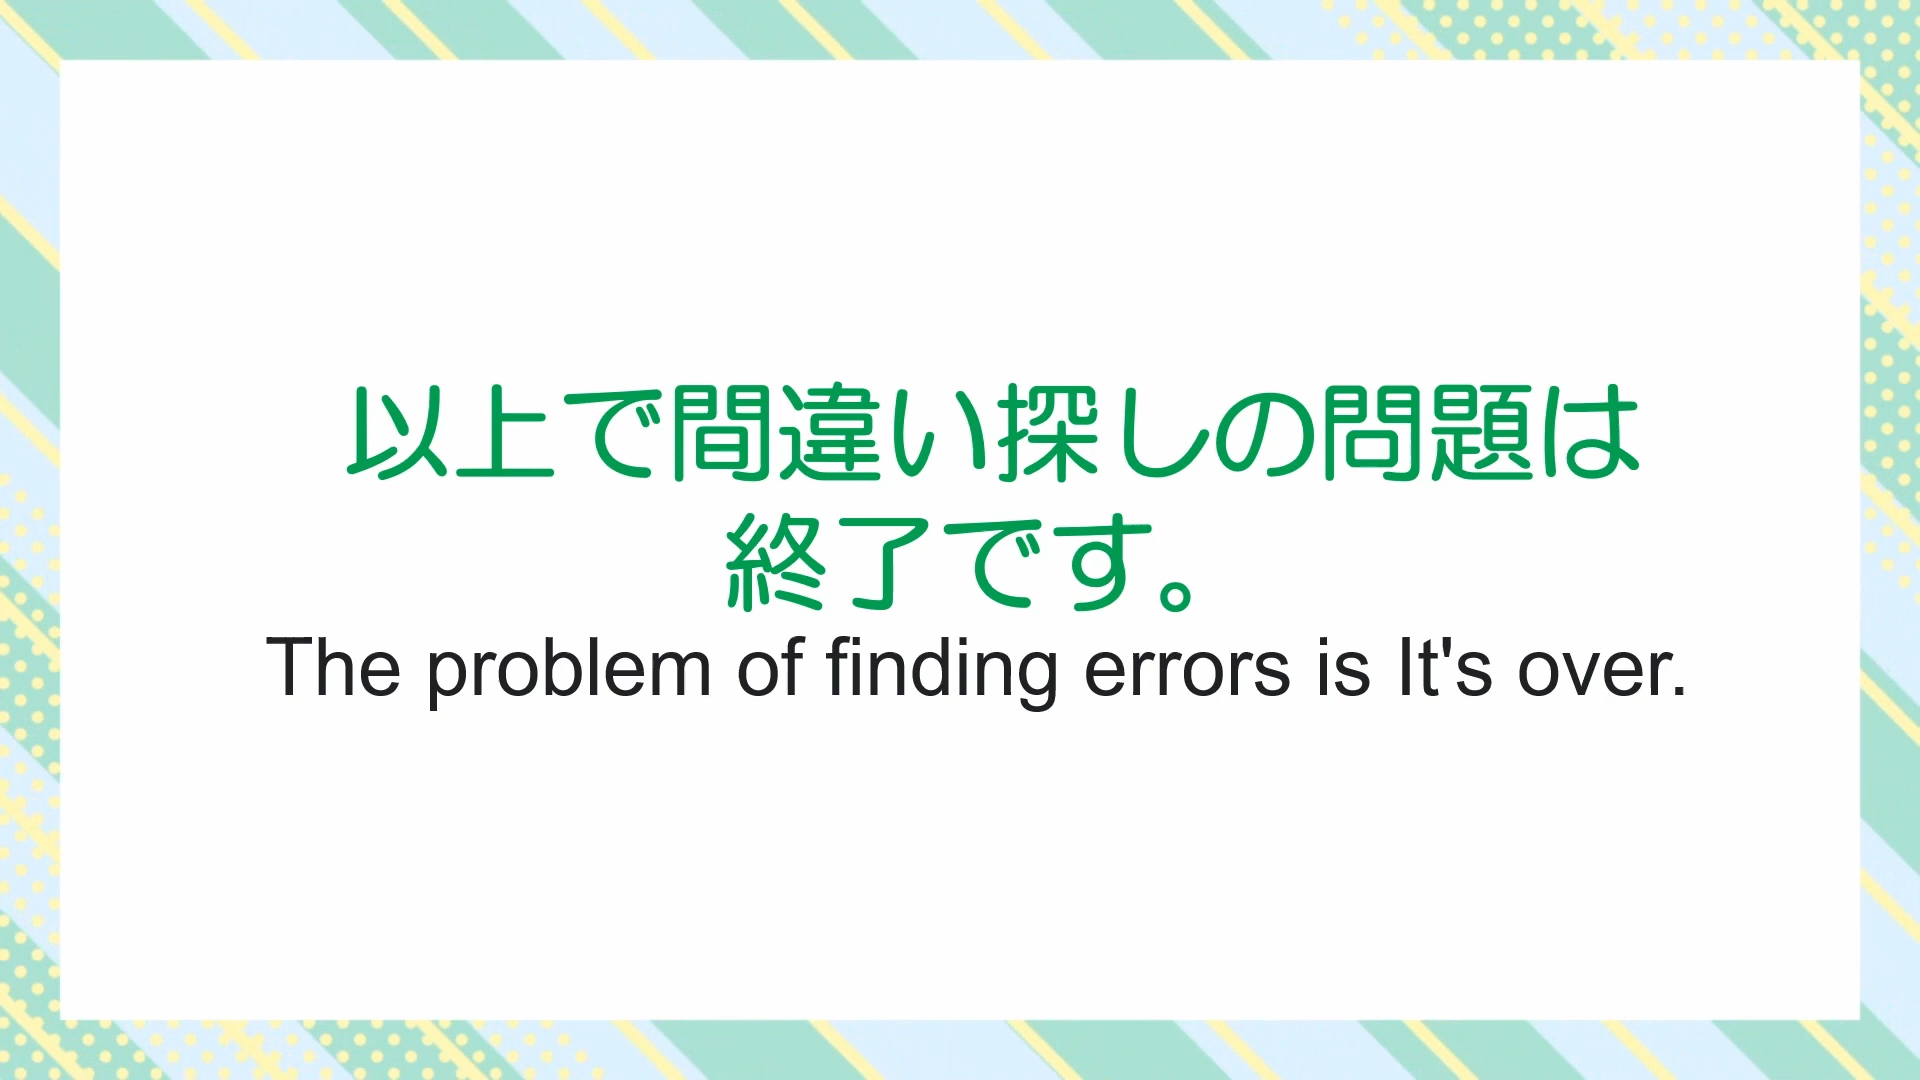 以上で間違い探しの問題は
終了です。
The problem of finding errors is It's over.